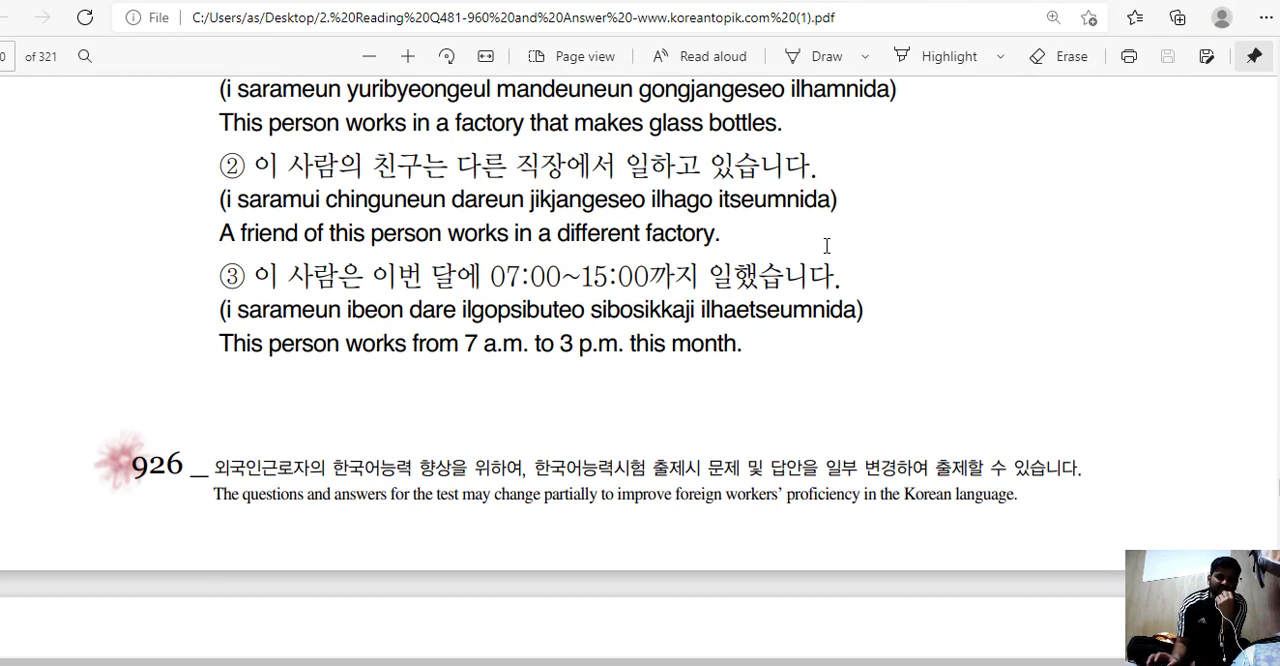 File C:/Users/as/Desktop/2.%20Reading%20Q481-960%20and%20Answer%20-www.koreantopik.com%20(1).pdf
0 of 321 Page view Read aloud Draw Highlight Erase
(i sarameun yuribyeongeul mandeuneun gongjangeseo ilhamnida)
This person works in a factory that makes glass bottles.
② 이 사람의 친구는 다른 직장에서 일하고 있습니다.
(i saramui chinguneun dareun jikjangeseo ilhago itseumnida)
A friend of this person works in a different factory.
③ 이 사람은 이번 달에 07:00~15:00까지 일했습니다.
(i sarameun ibeon dare ilgopsibuteo sibosikkaji ilhaetseumnida)
This person works from 7 a.m. to 3 p.m. this month.
926 _ 외국인근로자의 한국어능력 향상을 위하여, 한국어능력시험 출제시 문제 및 답안을 일부 변경하여 출제할 수 있습니다.
The questions and answers for the test may change partially to improve foreign workers' proficiency in the Korean language.